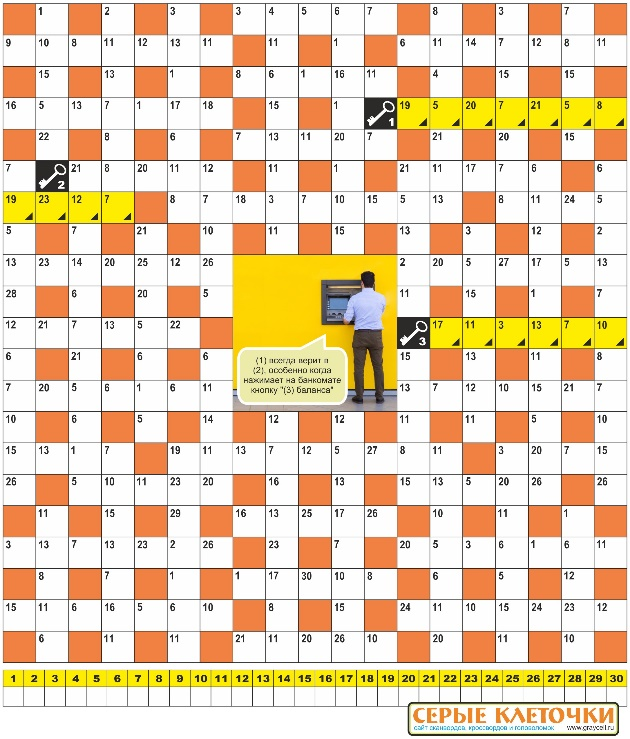 1 2 3 3 4 5 6 7 8 3 7
9 10 8 11 12 13 11 11 1 6 11 14 7 12 8 11
15 13 1 8 6 1 16 11 4 15 15
16 5 13 7 1 17 18 15 1 1 19 5 20 7 21 5 8
22 8 6 7 13 11 20 7 21 20 15
7 2 21 8 20 11 12 11 1 21 11 17 7 6 6
19 23 12 7 8 7 18 3 7 10 15 5 13 8 11 24 5
5 7 21 10 11 15 13 3 12 2
13 23 14 20 25 12 26 2 20 5 27 17 5 13
28 6 20 5 11 15 1 7
12 21 7 13 5 22 3 17 11 3 13 7 10
(1) всегда верит в
(2), особенно когда
нажимает на банкомате
кнопку "(3) баланса"
6 21 6 6 15 13 11 8
7 20 5 6 1 6 11 13 7 12 10 15 21 7
10 6 5 14 12 12 11 11 5 10
15 13 1 7 19 11 13 7 12 5 27 8 11 3 20 7 15
26 5 10 11 23 20 16 13 15 13 5 20 26 26
11 15 29 16 13 25 17 26 10 11 1
3 13 7 13 23 2 26 23 7 20 5 3 6 1 6 11
8 7 1 1 17 30 10 8 6 5 12
15 11 6 16 5 6 10 8 15 24 11 10 15 24 23 12
6 11 11 21 11 20 26 10 20 11 10
1 2 3 4 5 6 7 8 9 10 11 12 13 14 15 16 17 18 19 20 21 22 23 24 25 26 27 28 29 30
СЕРЫЕ КЛЕТОЧКИ
сайт сканвордов, кроссвордов и головоломок www.graycell.ru